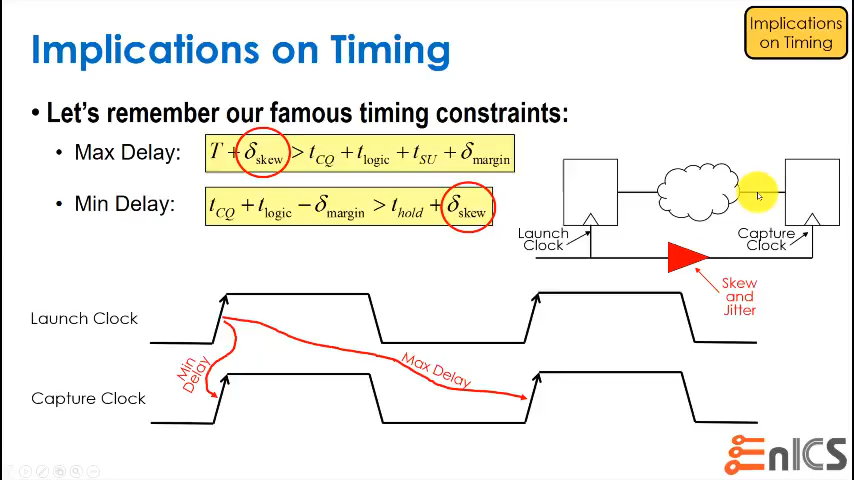 Implications on Timing
Implications
on Timing
• Let's remember our famous timing constraints:
• Max Delay: T + δskew > tCQ + tlogic + tSU + δmargin
• Min Delay: tCQ + tlogic − δmargin > thold + δskew
Launch
Clock
Capture
Clock
Skew
and
Jitter
Launch Clock
Min
Delay
Max Delay
Capture Clock
EnICS